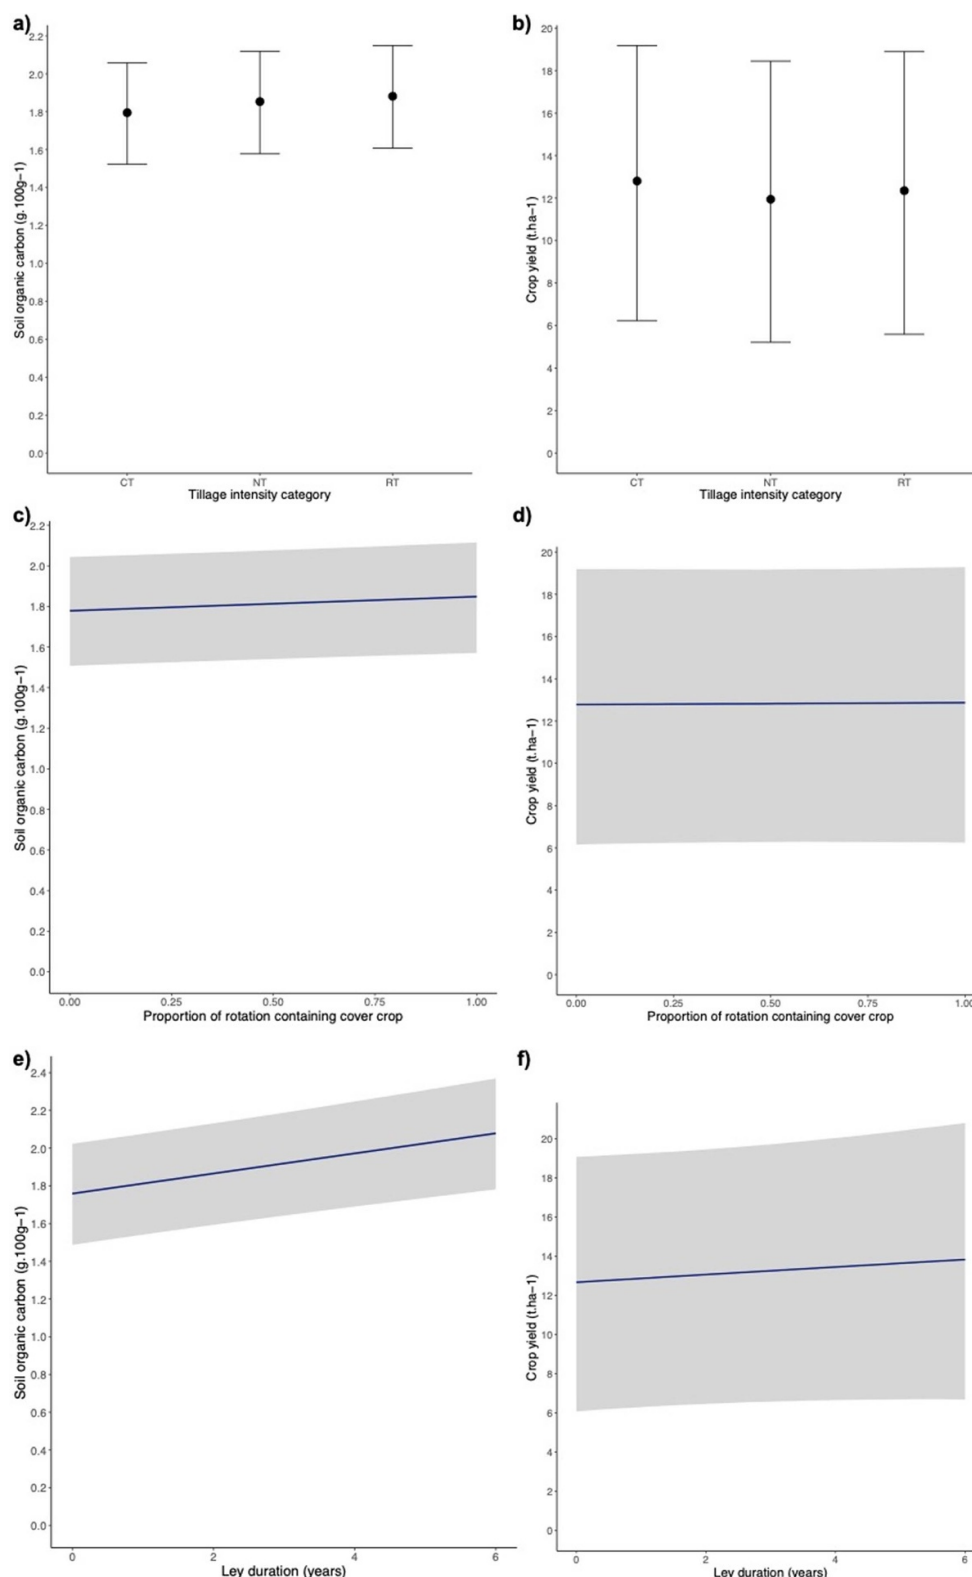 a)
2.2
2.0
1.8
1.6
1.4
1.2
1.0
0.8
0.6
0.4
0.2
0.0
Soil organic carbon (g.100g−1)
CT NT RT
Tillage intensity category
b)
20
18
16
14
12
10
8
6
4
2
0
Crop yield (t.ha−1)
CT NT RT
Tillage intensity category
c)
2.2
2.0
1.8
1.6
1.4
1.2
1.0
0.8
0.6
0.4
0.2
0.0
Soil organic carbon (g.100g−1)
0.00 0.25 0.50 0.75 1.00
Proportion of rotation containing cover crop
d)
20
18
16
14
12
10
8
6
4
2
0
Crop yield (t.ha−1)
0.00 0.25 0.50 0.75 1.00
Proportion of rotation containing cover crop
e)
2.4
2.2
2.0
1.8
1.6
1.4
1.2
1.0
0.8
0.6
0.4
0.2
0.0
Soil organic carbon (g.100g−1)
0 2 4 6
Ley duration (years)
f)
20
18
16
14
12
10
8
6
4
2
0
Crop yield (t.ha−1)
0 2 4 6
Ley duration (years)